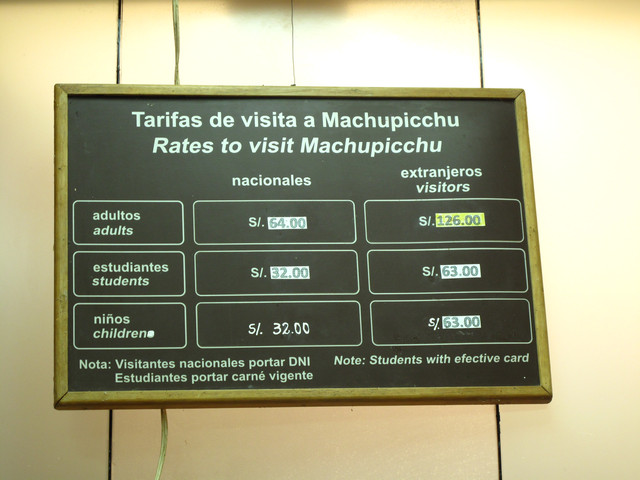 Tarifas de visita a Machupicchu
Rates to visit Machupicchu
nacionales
extranjeros
visitors
adultos
adults
S/. 64.00
S/. 126.00
estudiantes
students
S/. 32.00
S/. 63.00
niños
children
S/. 32.00
S/. 63.00
Nota: Visitantes nacionales portar DNI
Estudiantes portar carné vigente
Note: Students with efective card